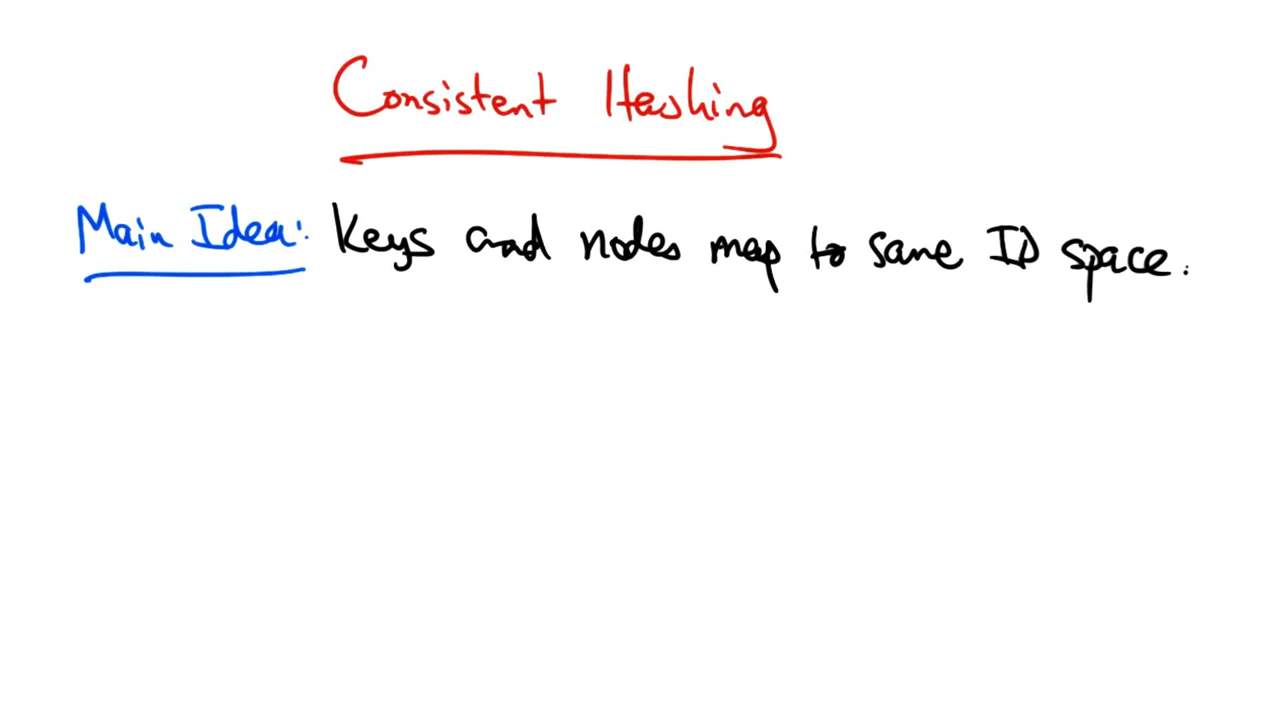 Consistent Hashing
Main Idea: Keys and nodes map to same ID space.